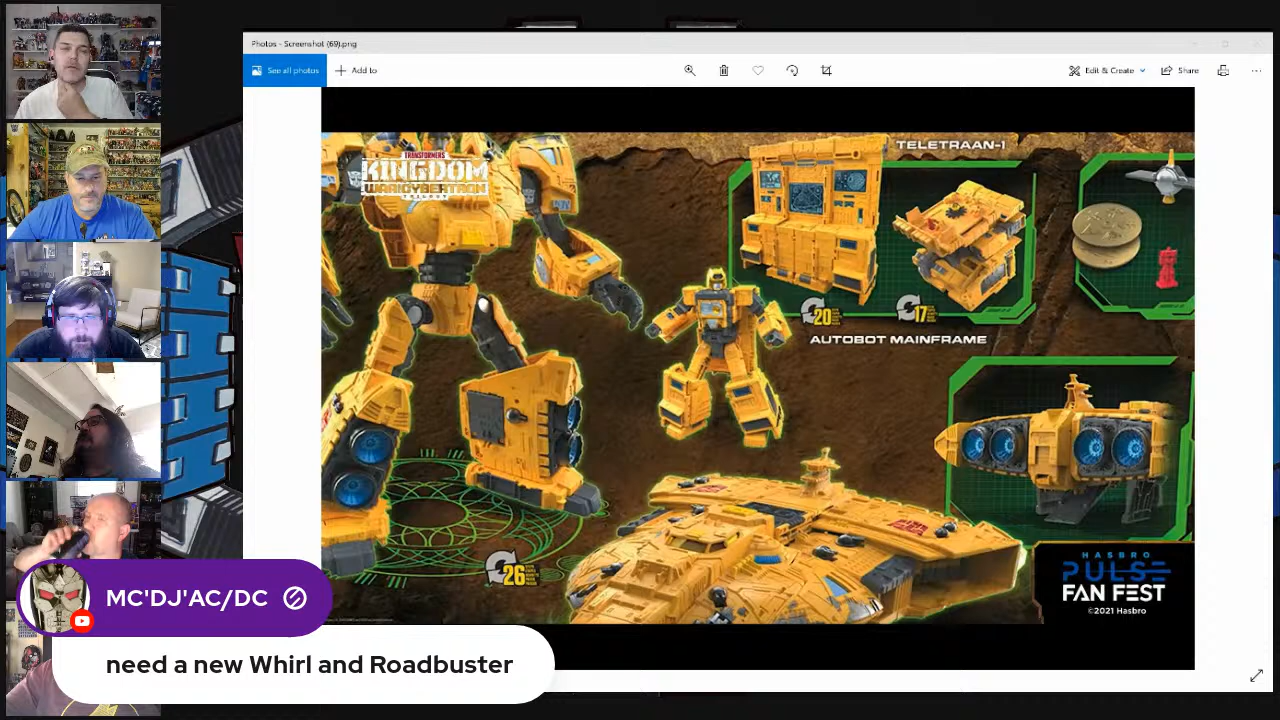 Photos - Screenshot (69).png
See all photos
Add to
Edit & Create
Share
TRANSFORMERS
KINGDOM
WAR FOR CYBERTRON
TRILOGY
TELETRAAN-1
20
17
AUTOBOT MAINFRAME
26
HASBRO
PULSE
FAN FEST
©2021 Hasbro
MC'DJ'AC/DC
need a new Whirl and Roadbuster